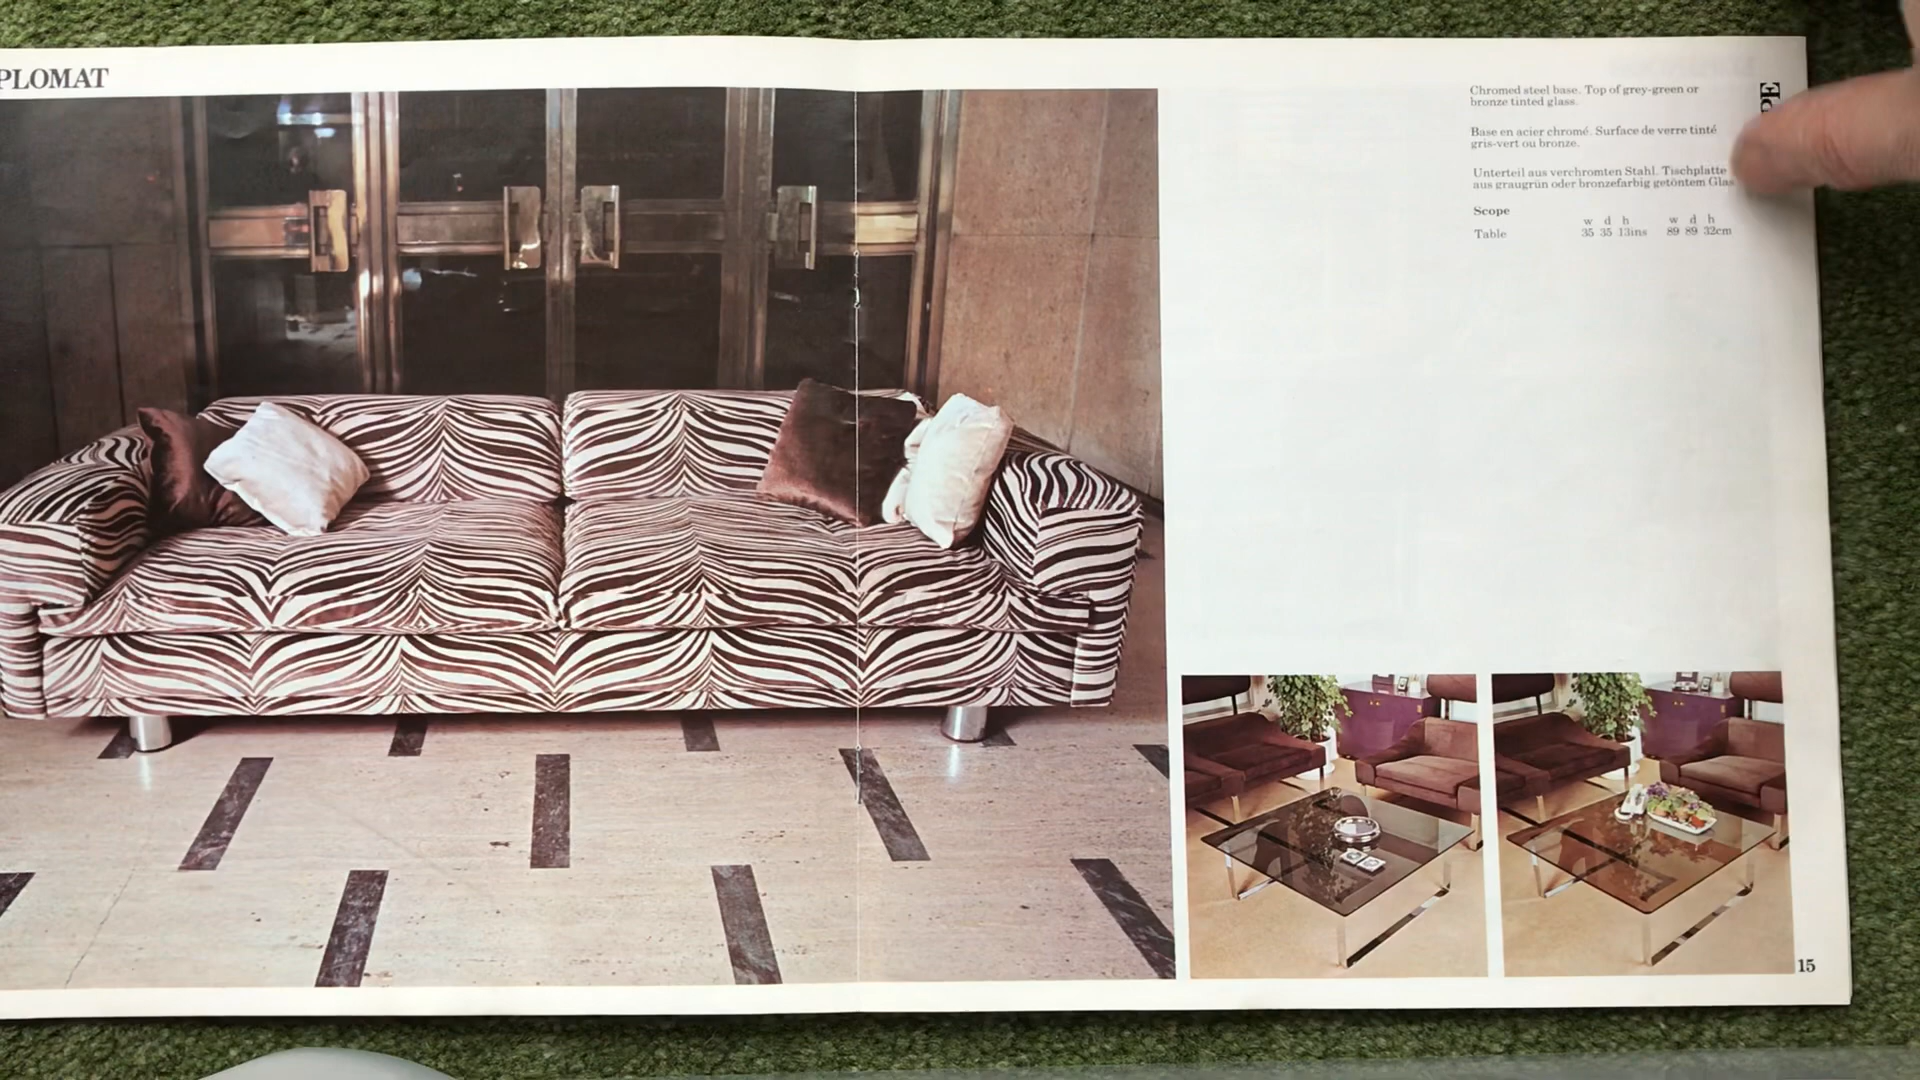 PLOMAT
Chromed steel base. Top of grey-green or
bronze tinted glass.
Base en acier chromé. Surface de verre tinté
gris-vert ou bronze.
Unterteil aus verchromten Stahl. Tischplatte
aus graugrün oder bronzefarbig getöntem Glas
Scope
w d h w d h
Table 35 35 13ins 89 89 32cm
15